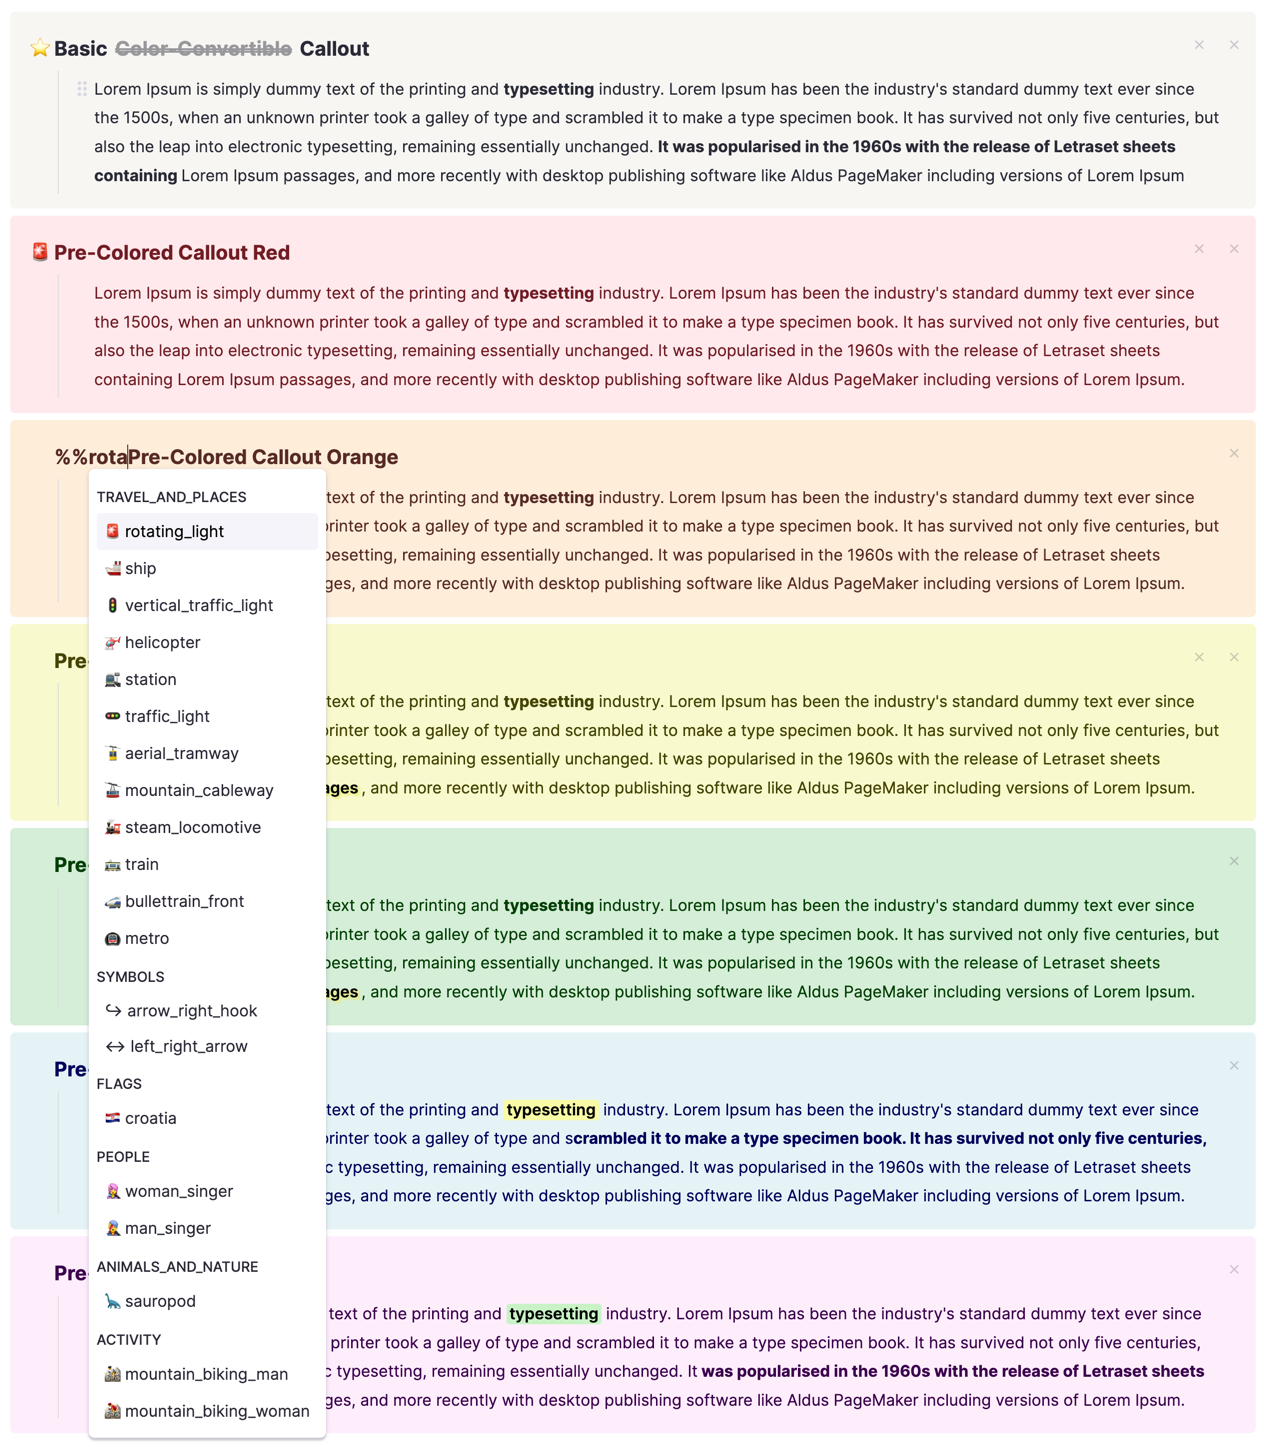 ⭐ Basic Color-Convertible Callout
Lorem Ipsum is simply dummy text of the printing and typesetting industry. Lorem Ipsum has been the industry's standard dummy text ever since
the 1500s, when an unknown printer took a galley of type and scrambled it to make a type specimen book. It has survived not only five centuries, but
also the leap into electronic typesetting, remaining essentially unchanged. It was popularised in the 1960s with the release of Letraset sheets
containing Lorem Ipsum passages, and more recently with desktop publishing software like Aldus PageMaker including versions of Lorem Ipsum
🚨 Pre-Colored Callout Red
Lorem Ipsum is simply dummy text of the printing and typesetting industry. Lorem Ipsum has been the industry's standard dummy text ever since
the 1500s, when an unknown printer took a galley of type and scrambled it to make a type specimen book. It has survived not only five centuries, but
also the leap into electronic typesetting, remaining essentially unchanged. It was popularised in the 1960s with the release of Letraset sheets
containing Lorem Ipsum passages, and more recently with desktop publishing software like Aldus PageMaker including versions of Lorem Ipsum.
%%rotaPre-Colored Callout Orange
text of the printing and typesetting industry. Lorem Ipsum has been the industry's standard dummy text ever since
printer took a galley of type and scrambled it to make a type specimen book. It has survived not only five centuries, but
pesetting, remaining essentially unchanged. It was popularised in the 1960s with the release of Letraset sheets
ges, and more recently with desktop publishing software like Aldus PageMaker including versions of Lorem Ipsum.
Pre-
text of the printing and typesetting industry. Lorem Ipsum has been the industry's standard dummy text ever since
printer took a galley of type and scrambled it to make a type specimen book. It has survived not only five centuries, but
pesetting, remaining essentially unchanged. It was popularised in the 1960s with the release of Letraset sheets
ages , and more recently with desktop publishing software like Aldus PageMaker including versions of Lorem Ipsum.
Pre-
text of the printing and typesetting industry. Lorem Ipsum has been the industry's standard dummy text ever since
printer took a galley of type and scrambled it to make a type specimen book. It has survived not only five centuries, but
pesetting, remaining essentially unchanged. It was popularised in the 1960s with the release of Letraset sheets
ages , and more recently with desktop publishing software like Aldus PageMaker including versions of Lorem Ipsum.
Pre-
text of the printing and typesetting industry. Lorem Ipsum has been the industry's standard dummy text ever since
printer took a galley of type and scrambled it to make a type specimen book. It has survived not only five centuries,
c typesetting, remaining essentially unchanged. It was popularised in the 1960s with the release of Letraset sheets
ges, and more recently with desktop publishing software like Aldus PageMaker including versions of Lorem Ipsum.
Pre-
text of the printing and typesetting industry. Lorem Ipsum has been the industry's standard dummy text ever since
printer took a galley of type and scrambled it to make a type specimen book. It has survived not only five centuries,
c typesetting, remaining essentially unchanged. It was popularised in the 1960s with the release of Letraset sheets
ges, and more recently with desktop publishing software like Aldus PageMaker including versions of Lorem Ipsum.
TRAVEL_AND_PLACES
🚨 rotating_light
🚢 ship
🚦 vertical_traffic_light
🚁 helicopter
🚉 station
🚥 traffic_light
🚡 aerial_tramway
🚠 mountain_cableway
🚂 steam_locomotive
🚆 train
🚅 bullettrain_front
🚇 metro
SYMBOLS
↪ arrow_right_hook
↔ left_right_arrow
FLAGS
🇭🇷 croatia
PEOPLE
👩‍🎤 woman_singer
👨‍🎤 man_singer
ANIMALS_AND_NATURE
🦕 sauropod
ACTIVITY
🚵‍♂️ mountain_biking_man
🚵‍♀️ mountain_biking_woman